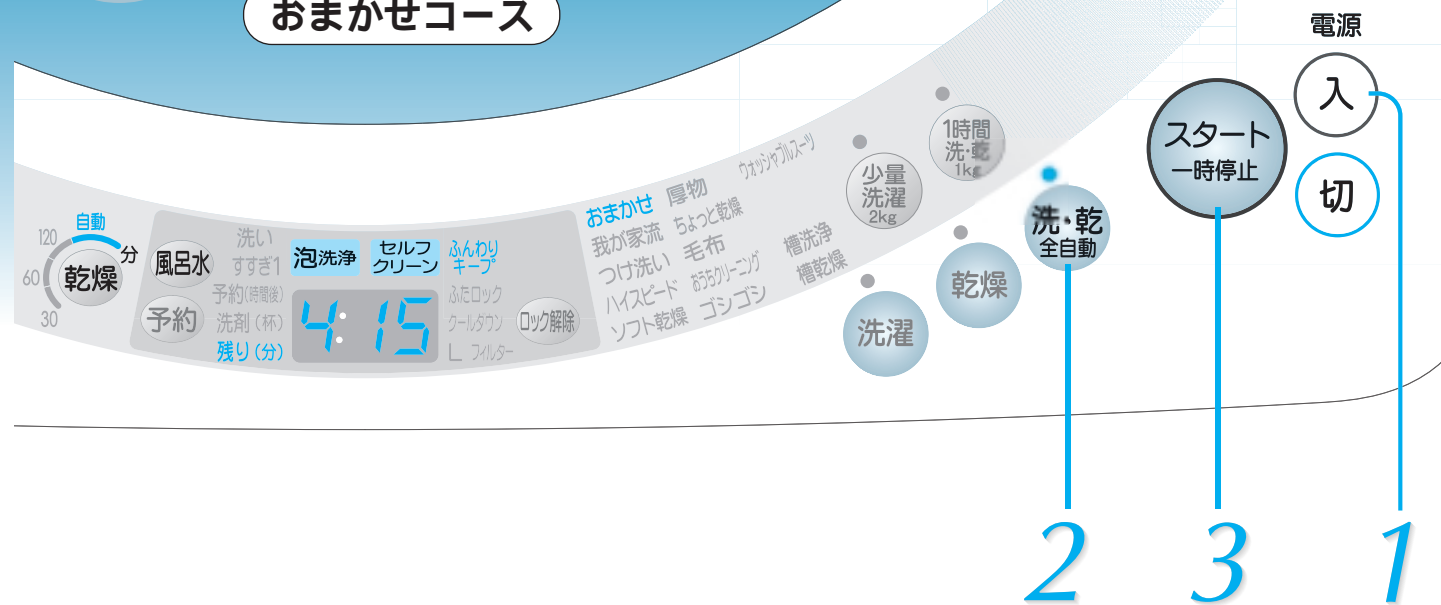 おまかせコース
電源
入
切
スタート
一時停止
1時間
洗・乾
1kg
少量
洗濯
2kg
洗・乾
全自動
乾燥
洗濯
自動
120
60
30
分
乾燥
風呂水
予約
洗い
すすぎ1
予約(時間後)
洗剤(杯)
残り(分)
泡洗浄
セルフ
クリーン
4:15
ふんわり
キープ
ふたロック
クールダウン
フィルター
ロック解除
おまかせ
厚物
ウォッシャブルスーツ
我が家流
ちょっと乾燥
つけ洗い
毛布
槽洗浄
ハイスピード
おうちクリーニング
槽乾燥
ソフト乾燥
ゴシゴシ
2
3
1